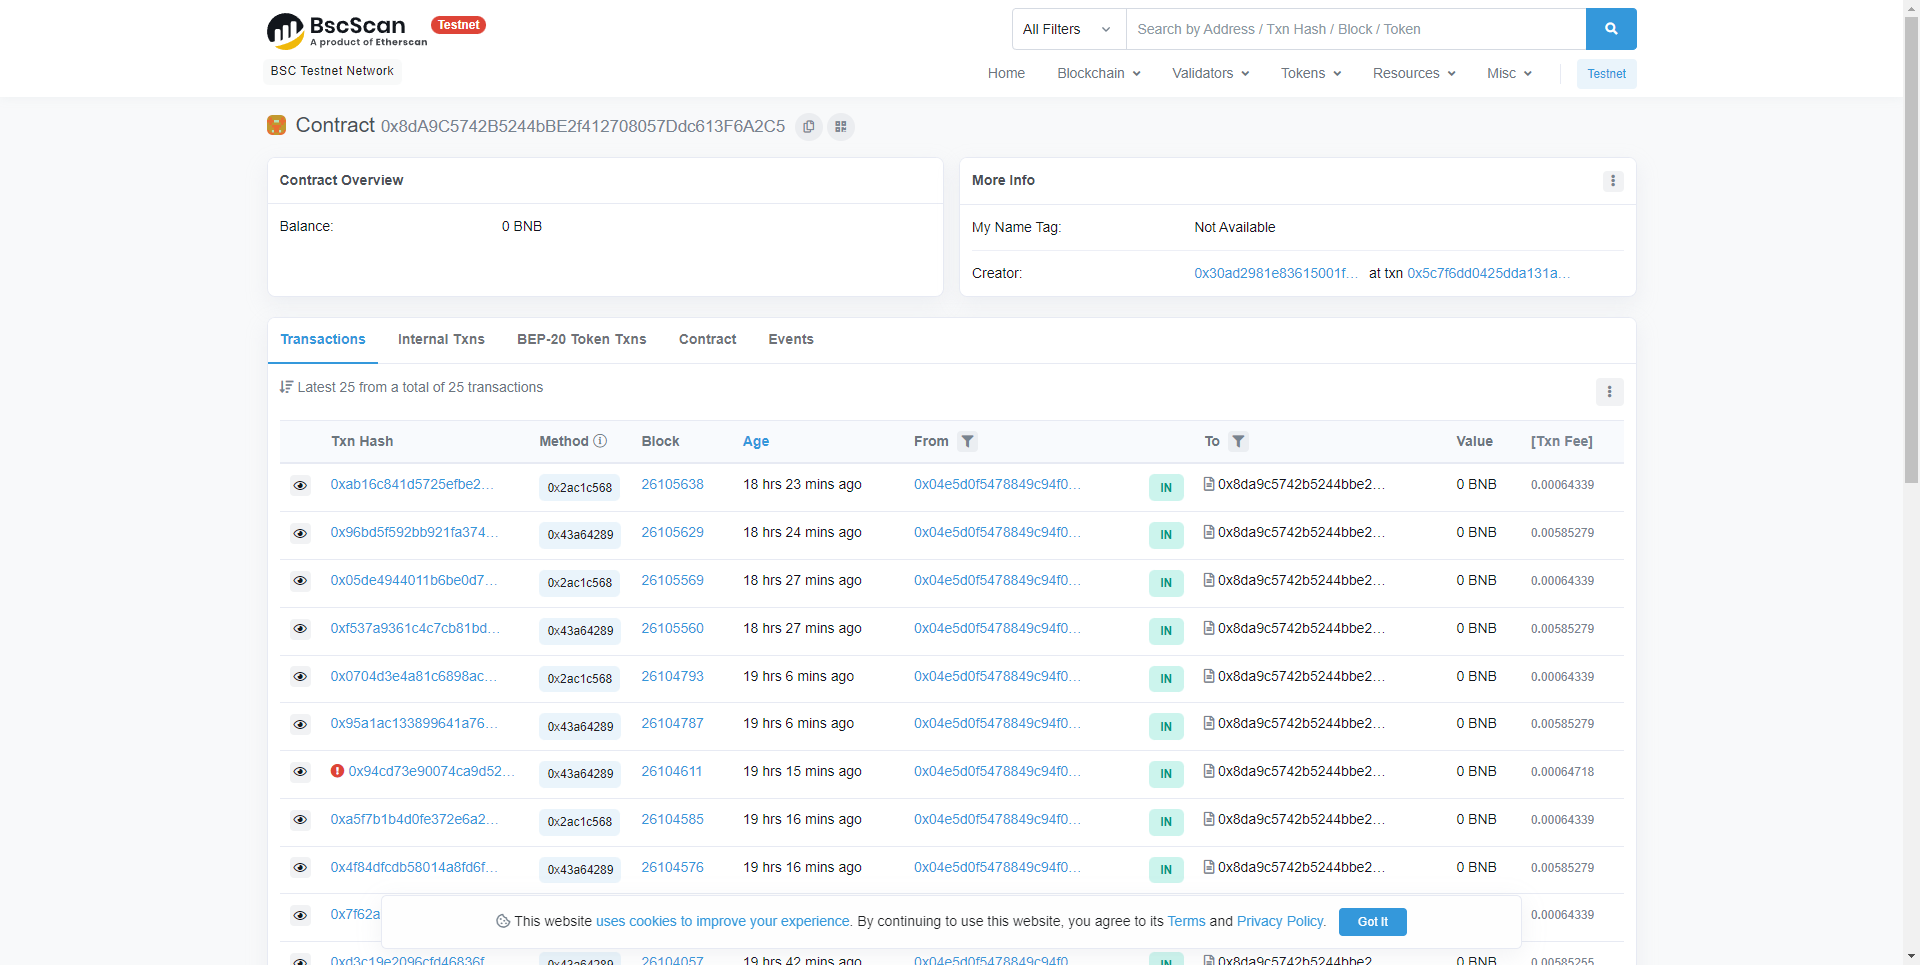 BscScan Testnet
A product of Etherscan
BSC Testnet Network
All Filters Search by Address / Txn Hash / Block / Token
Home Blockchain Validators Tokens Resources Misc Testnet
Contract 0x8dA9C5742B5244bBE2f412708057Ddc613F6A2C5
Contract Overview
Balance: 0 BNB
More Info
My Name Tag: Not Available
Creator: 0x30ad2981e83615001f... at txn 0x5c7f6dd0425dda131a...
Transactions Internal Txns BEP-20 Token Txns Contract Events
Latest 25 from a total of 25 transactions
Txn Hash Method Block Age From To Value [Txn Fee]
0xab16c841d5725efbe2... 0x2ac1c568 26105638 18 hrs 23 mins ago 0x04e5d0f5478849c94f0... IN 0x8da9c5742b5244bbe2... 0 BNB 0.00064339
0x96bd5f592bb921fa374... 0x43a64289 26105629 18 hrs 24 mins ago 0x04e5d0f5478849c94f0... IN 0x8da9c5742b5244bbe2... 0 BNB 0.00585279
0x05de4944011b6be0d7... 0x2ac1c568 26105569 18 hrs 27 mins ago 0x04e5d0f5478849c94f0... IN 0x8da9c5742b5244bbe2... 0 BNB 0.00064339
0xf537a9361c4c7cb81bd... 0x43a64289 26105560 18 hrs 27 mins ago 0x04e5d0f5478849c94f0... IN 0x8da9c5742b5244bbe2... 0 BNB 0.00585279
0x0704d3e4a81c6898ac... 0x2ac1c568 26104793 19 hrs 6 mins ago 0x04e5d0f5478849c94f0... IN 0x8da9c5742b5244bbe2... 0 BNB 0.00064339
0x95a1ac133899641a76... 0x43a64289 26104787 19 hrs 6 mins ago 0x04e5d0f5478849c94f0... IN 0x8da9c5742b5244bbe2... 0 BNB 0.00585279
0x94cd73e90074ca9d52... 0x43a64289 26104611 19 hrs 15 mins ago 0x04e5d0f5478849c94f0... IN 0x8da9c5742b5244bbe2... 0 BNB 0.00064718
0xa5f7b1b4d0fe372e6a2... 0x2ac1c568 26104585 19 hrs 16 mins ago 0x04e5d0f5478849c94f0... IN 0x8da9c5742b5244bbe2... 0 BNB 0.00064339
0x4f84dfcdb58014a8fd6f... 0x43a64289 26104576 19 hrs 16 mins ago 0x04e5d0f5478849c94f0... IN 0x8da9c5742b5244bbe2... 0 BNB 0.00585279
0x7f62a 0.00064339
This website uses cookies to improve your experience. By continuing to use this website, you agree to its Terms and Privacy Policy. Got It
0xd3c19e2096cfd46836f 0x43a64289 26104057 19 hrs 42 mins ago 0x04e5d0f5478849c94f0 IN 0x8da9c5742b5244bbe2 0 BNB 0.00585255